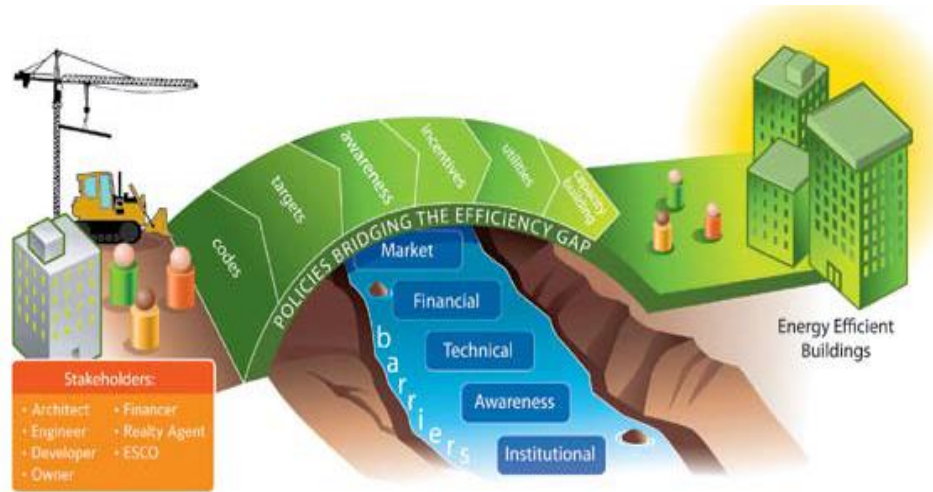 codes
targets
awareness
incentives
utilities
capacity
building
POLICIES BRIDGING THE EFFICIENCY GAP
Market
Financial
Technical
Awareness
Institutional
barriers
Energy Efficient
Buildings
Stakeholders:
• Architect
• Engineer
• Developer
• Owner
• Financer
• Realty Agent
• ESCO